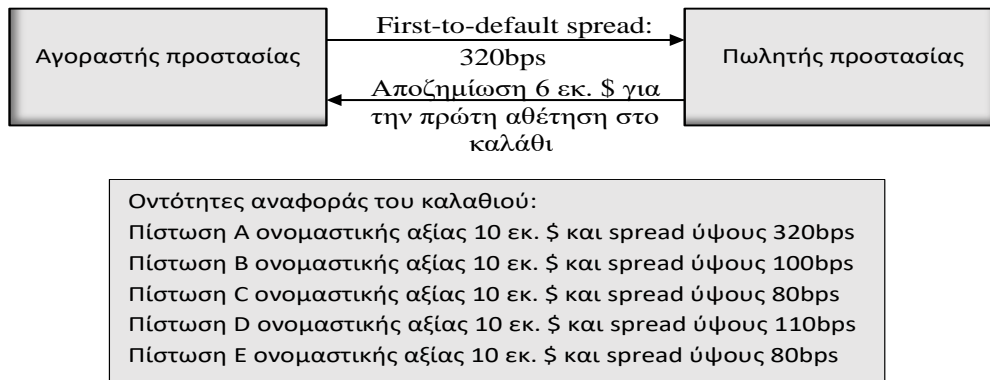 Αγοραστής προστασίας
First-to-default spread:
320bps
Αποζημίωση 6 εκ. $ για
την πρώτη αθέτηση στο
καλάθι
Πωλητής προστασίας
Οντότητες αναφοράς του καλαθιού:
Πίστωση Α ονομαστικής αξίας 10 εκ. $ και spread ύψους 320bps
Πίστωση Β ονομαστικής αξίας 10 εκ. $ και spread ύψους 100bps
Πίστωση C ονομαστικής αξίας 10 εκ. $ και spread ύψους 80bps
Πίστωση D ονομαστικής αξίας 10 εκ. $ και spread ύψους 110bps
Πίστωση Ε ονομαστικής αξίας 10 εκ. $ και spread ύψους 80bps